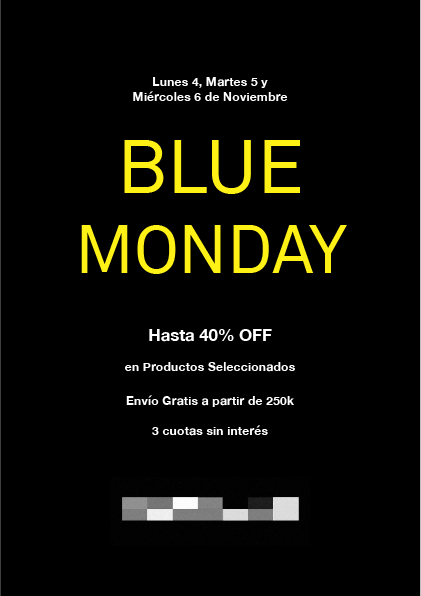 Lunes 4, Martes 5 y
Miércoles 6 de Noviembre
BLUE
MONDAY
Hasta 40% OFF
en Productos Seleccionados
Envío Gratis a partir de 250k
3 cuotas sin interés